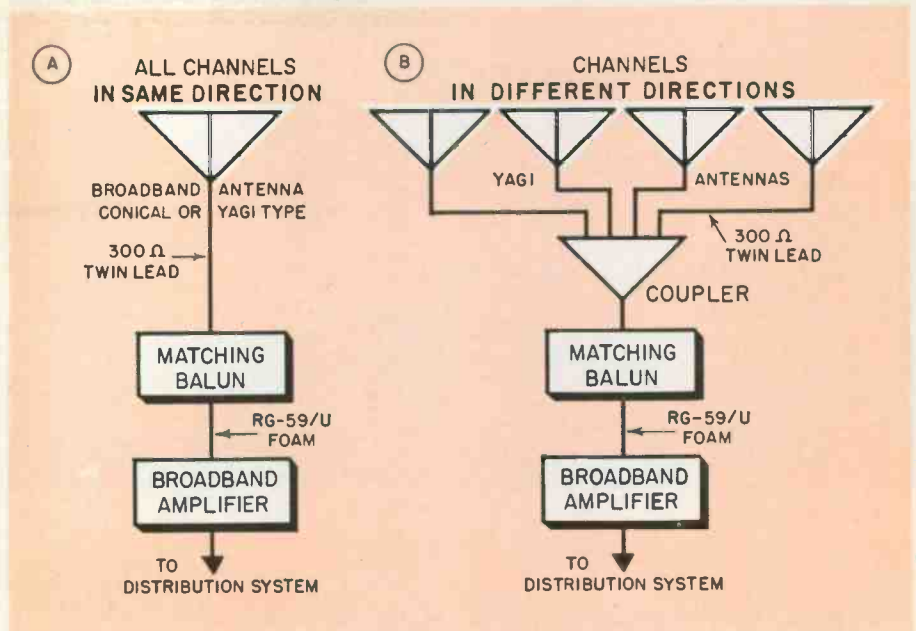 A
ALL CHANNELS
IN SAME DIRECTION
BROADBAND ANTENNA
CONICAL OR YAGI TYPE
300 Ω
TWIN LEAD
MATCHING
BALUN
RG-59/U
FOAM
BROADBAND
AMPLIFIER
TO
DISTRIBUTION SYSTEM
B
CHANNELS
IN DIFFERENT DIRECTIONS
YAGI ANTENNAS
300 Ω
TWIN LEAD
COUPLER
MATCHING
BALUN
RG-59/U
FOAM
BROADBAND
AMPLIFIER
TO
DISTRIBUTION SYSTEM